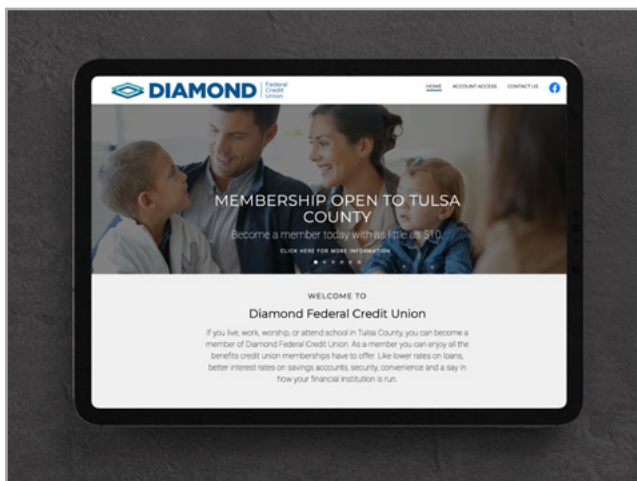 DIAMOND
Federal
Credit
Union
HOME ACCOUNT ACCESS CONTACT US
MEMBERSHIP OPEN TO TULSA
COUNTY
Become a member today with as little as $10
CLICK HERE FOR MORE INFORMATION
WELCOME TO
Diamond Federal Credit Union
If you live, work, worship, or attend school in Tulsa County, you can become a
member of Diamond Federal Credit Union. As a member you can enjoy all the
benefits credit union memberships have to offer. Like lower rates on loans,
better interest rates on savings accounts, security, convenience and a say in
how your financial institution is run.